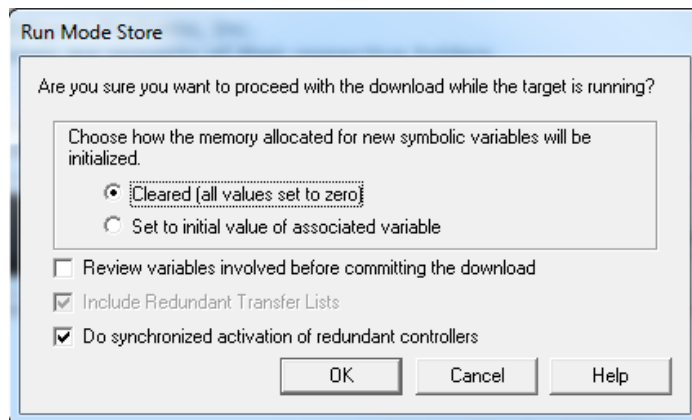 Run Mode Store
Are you sure you want to proceed with the download while the target is running?
Choose how the memory allocated for new symbolic variables will be
initialized.
Cleared (all values set to zero)
Set to initial value of associated variable
Review variables involved before committing the download
Include Redundant Transfer Lists
Do synchronized activation of redundant controllers
OK Cancel Help